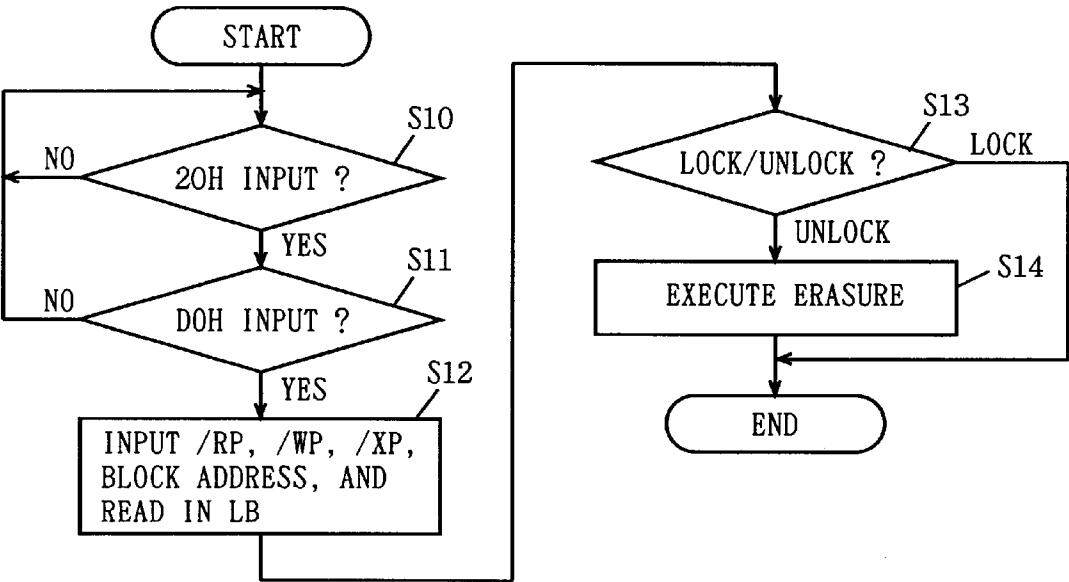 START
S10
NO
20H INPUT ?
YES
S11
NO
D0H INPUT ?
YES
S12
INPUT /RP, /WP, /XP,
BLOCK ADDRESS, AND
READ IN LB
S13
LOCK/UNLOCK ?
LOCK
UNLOCK
S14
EXECUTE ERASURE
END